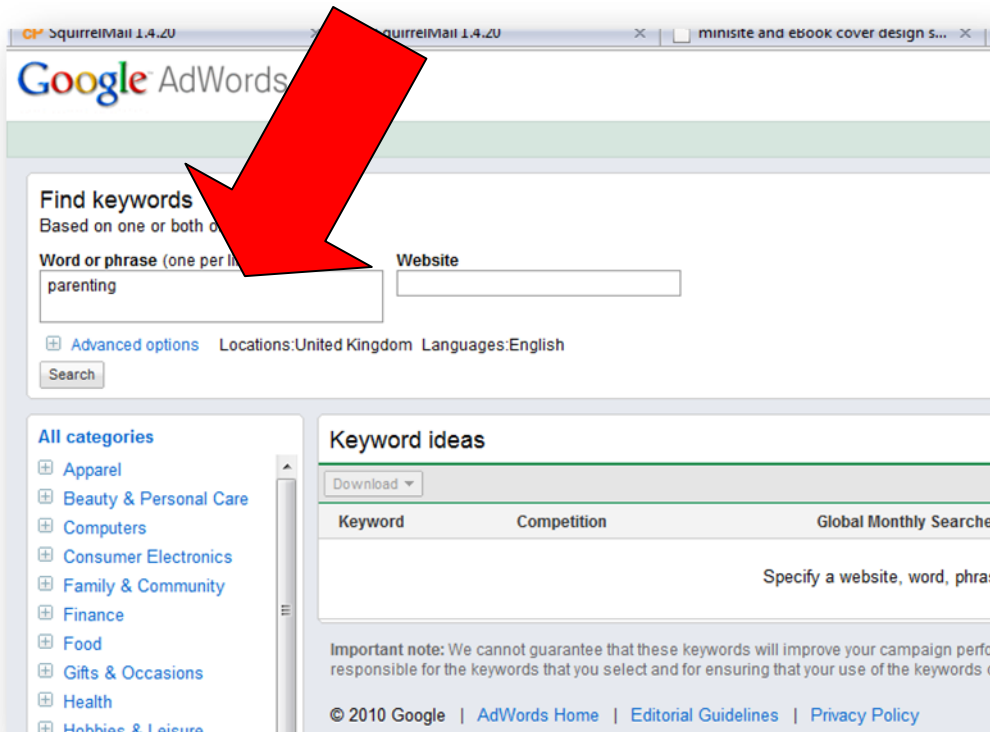 cP SquirrelMail 1.4.20 × quirrelMail 1.4.20 × minisite and eBook cover design s... ×
Google AdWords
Find keywords
Based on one or both o
Word or phrase (one per li
Website
parenting
Advanced options Locations:United Kingdom Languages:English
Search
All categories
Apparel
Beauty & Personal Care
Computers
Consumer Electronics
Family & Community
Finance
Food
Gifts & Occasions
Health
Hobbies & Leisure
Keyword ideas
Download
Keyword Competition Global Monthly Searche
Specify a website, word, phra
Important note: We cannot guarantee that these keywords will improve your campaign perfo
responsible for the keywords that you select and for ensuring that your use of the keywords
© 2010 Google | AdWords Home | Editorial Guidelines | Privacy Policy